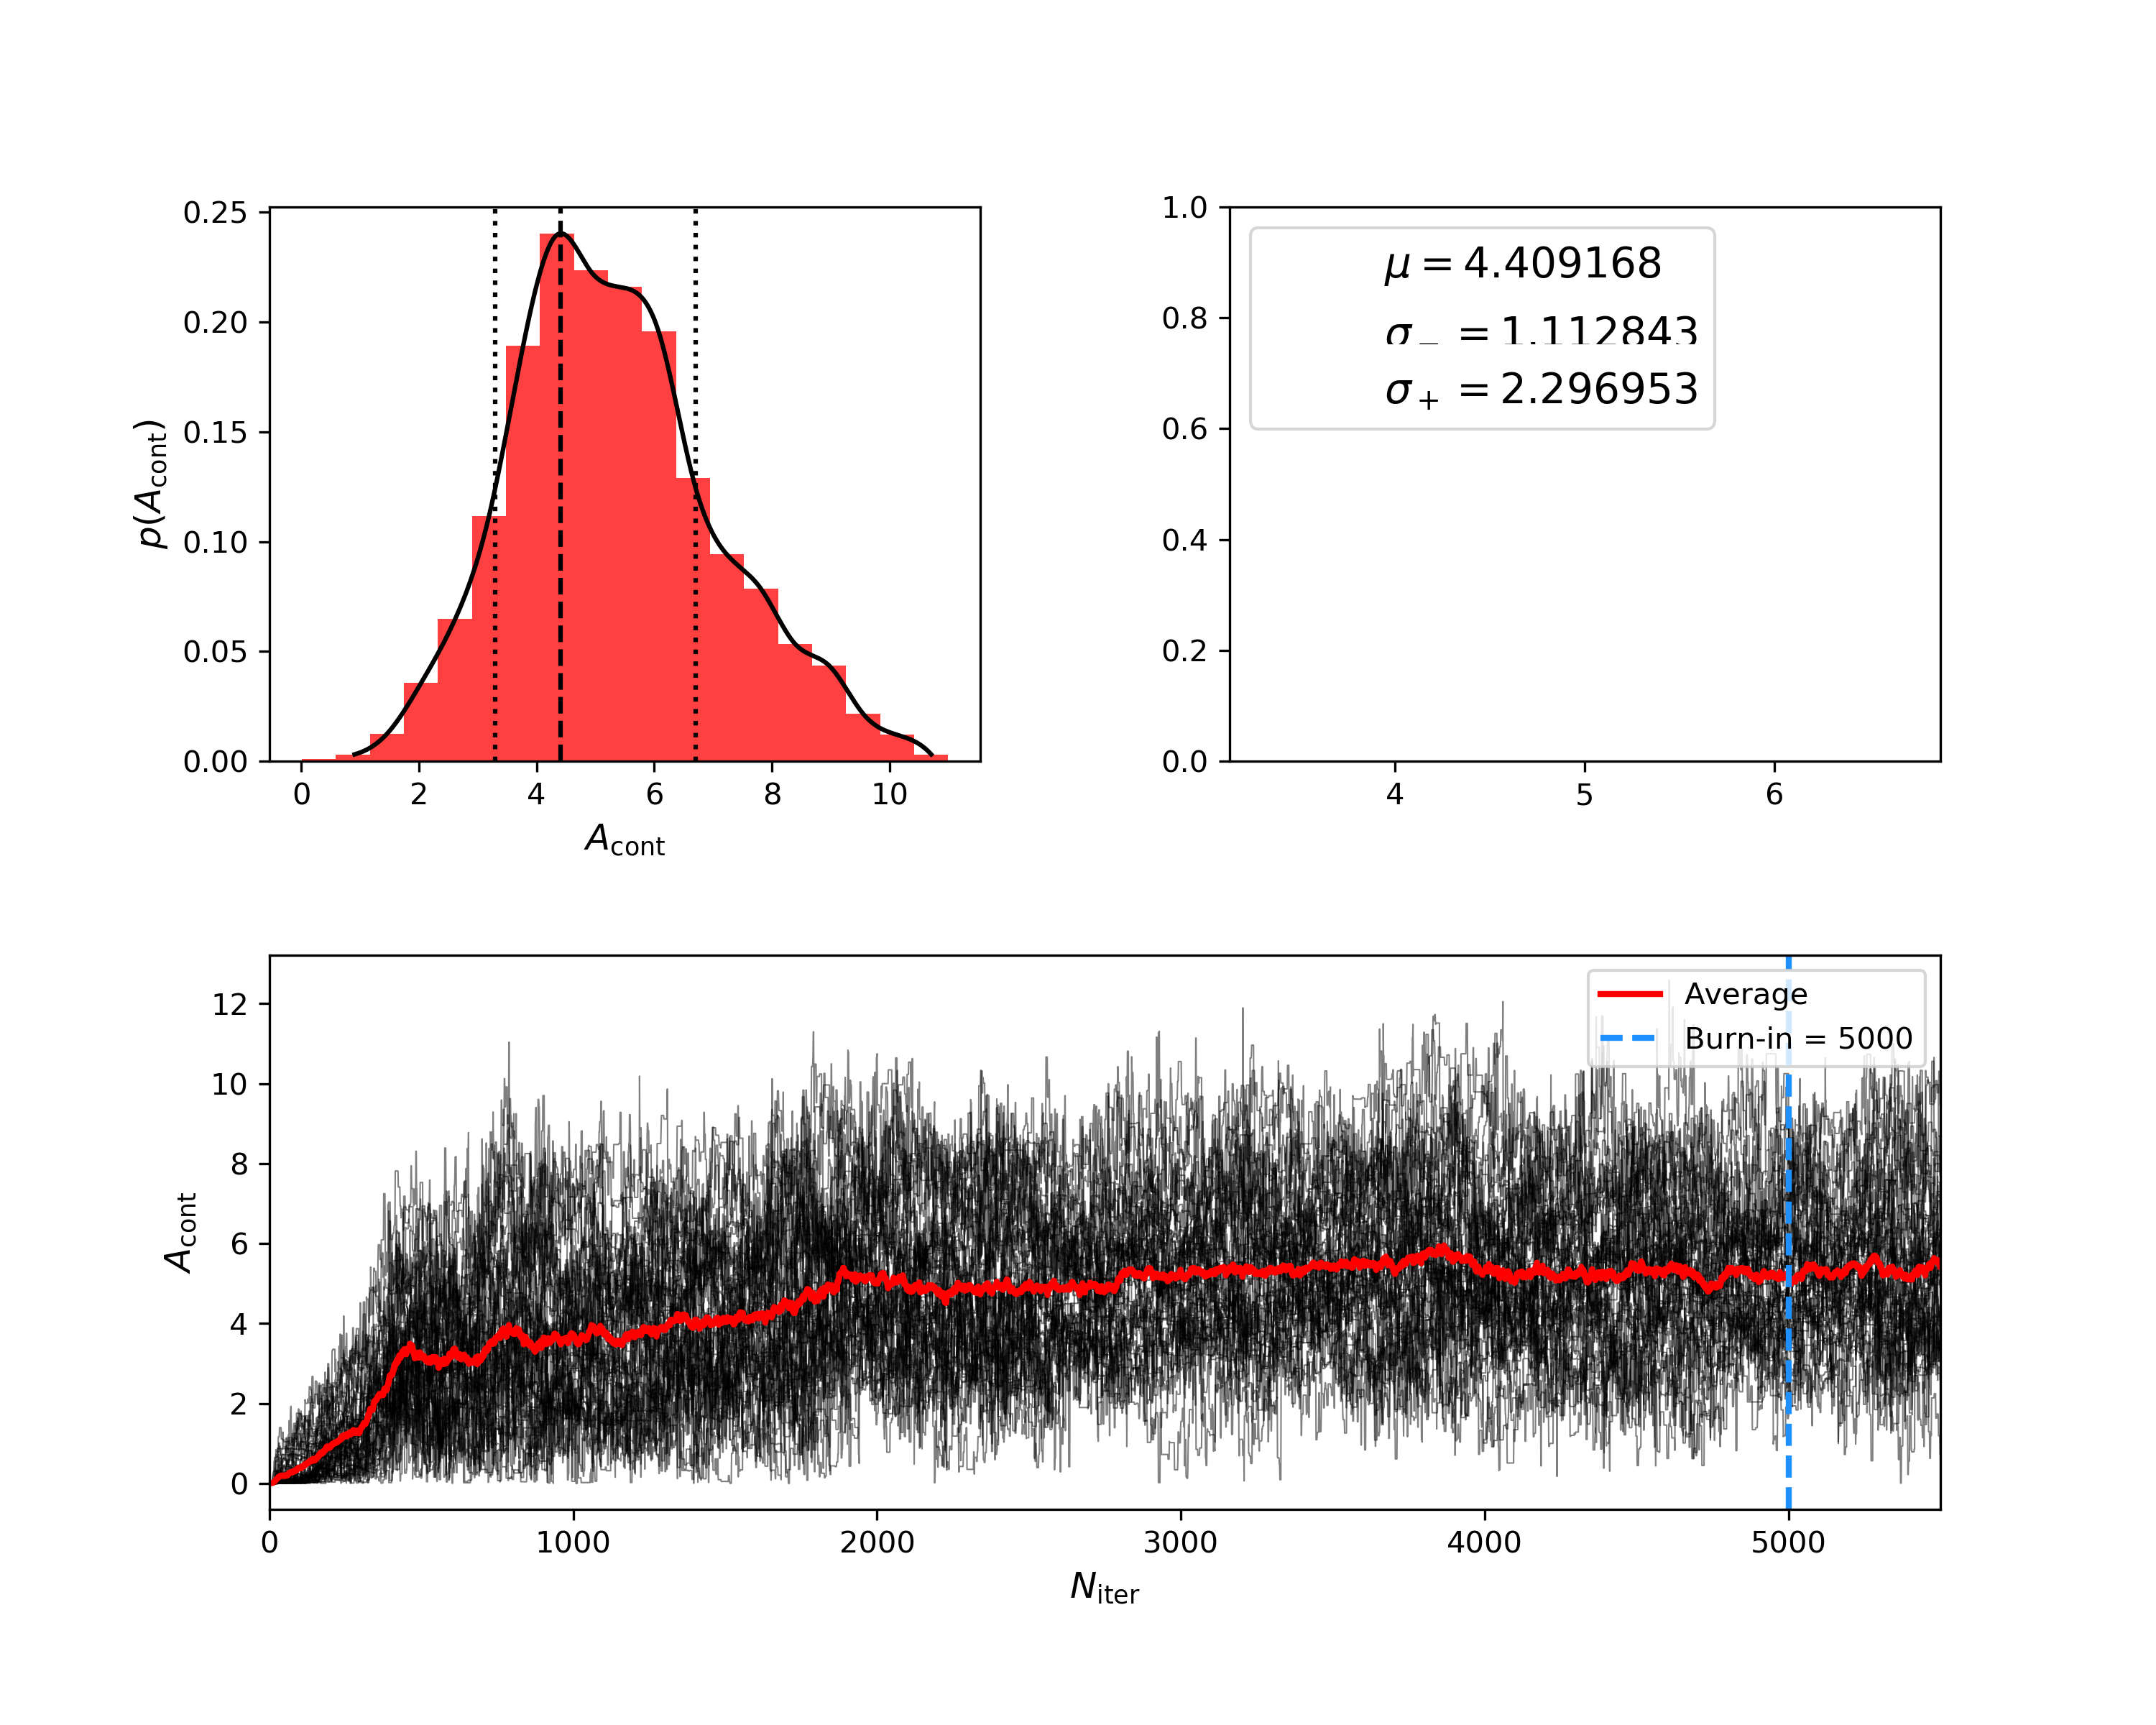 0.25
0.20
0.15
0.10
0.05
0.00
p(A_cont)
0 2 4 6 8 10
A_cont
1.0
0.8
0.6
0.4
0.2
0.0
μ = 4.409168
σ_− = 1.112843
σ_+ = 2.296953
4 5 6
12
10
8
6
4
2
0
A_cont
Average
Burn-in = 5000
0 1000 2000 3000 4000 5000
N_iter